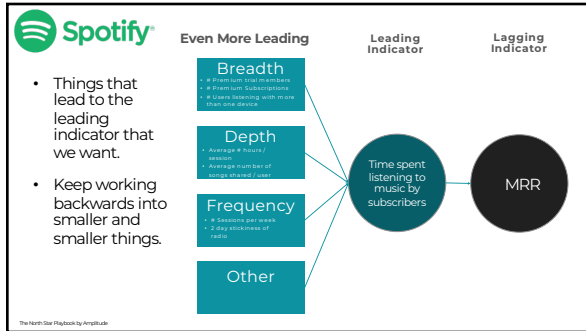 Spotify®
Even More Leading
Leading
Indicator
Lagging
Indicator
• Things that
lead to the
leading
indicator that
we want.
• Keep working
backwards into
smaller and
smaller things.
Breadth
• # Premium trial members
• # Premium Subscriptions
• # Users listening with more
than one device
Depth
• Average # hours /
session
• Average number of
songs shared / user
Frequency
• # Sessions per week
• 2 day stickiness of
radio
Other
Time spent
listening to
music by
subscribers
MRR
The North Star Playbook by Amplitude